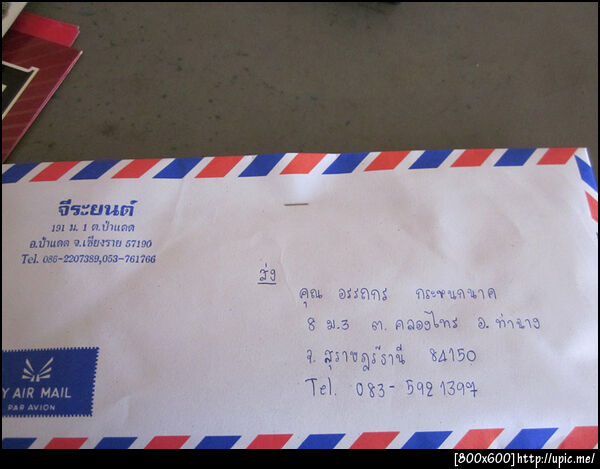 จีระยนต์
191 ม. 1 ต.ป่าแดด
อ.ป่าแดด จ.เชียงราย 57190
Tel. 086-2207389,053-761766
ส่ง
คุณ อรรถกร กระหนกนาค
8 ม.3 ต. คลองไทร อ. ท่าฉาง
จ. สุราษฎร์ธานี 84150
Tel. 083-5921397
Y AIR MAIL
PAR AVION
[800x600]http://upic.me/